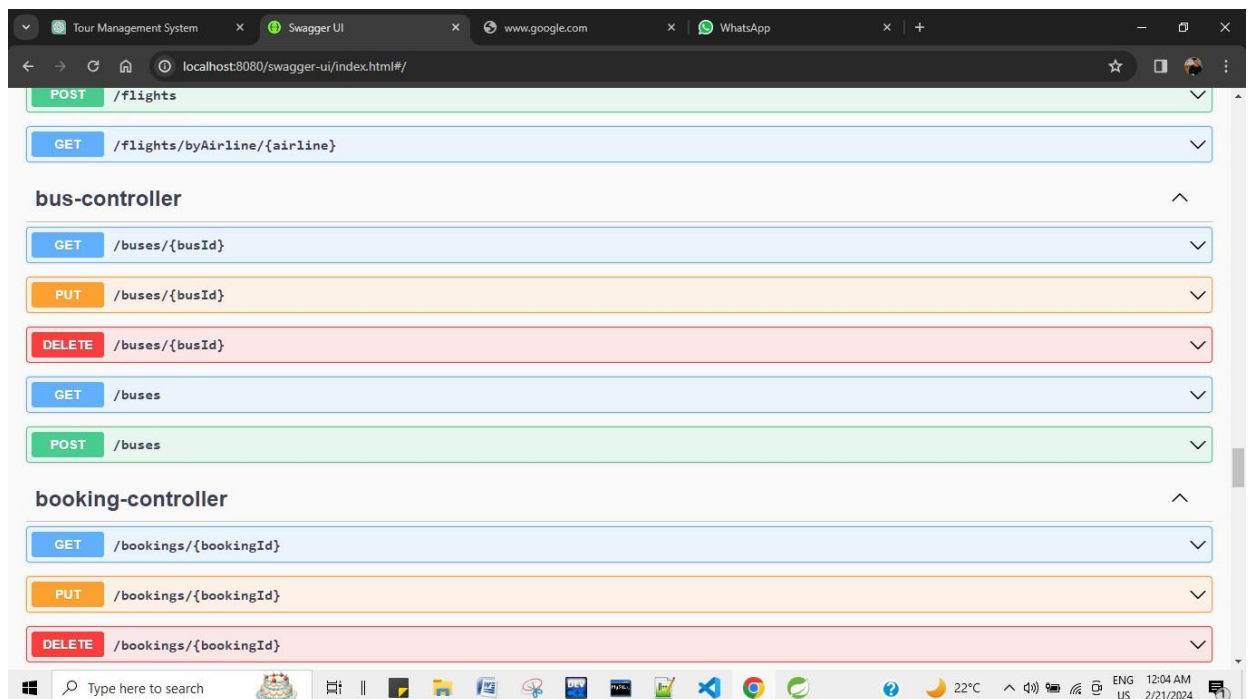 Tour Management System
Swagger UI
www.google.com
WhatsApp
localhost:8080/swagger-ui/index.html#/
POST /flights
GET /flights/byAirline/{airline}
bus-controller
GET /buses/{busId}
PUT /buses/{busId}
DELETE /buses/{busId}
GET /buses
POST /buses
booking-controller
GET /bookings/{bookingId}
PUT /bookings/{bookingId}
DELETE /bookings/{bookingId}
Type here to search
22°C
ENG
US
12:04 AM
2/21/2024